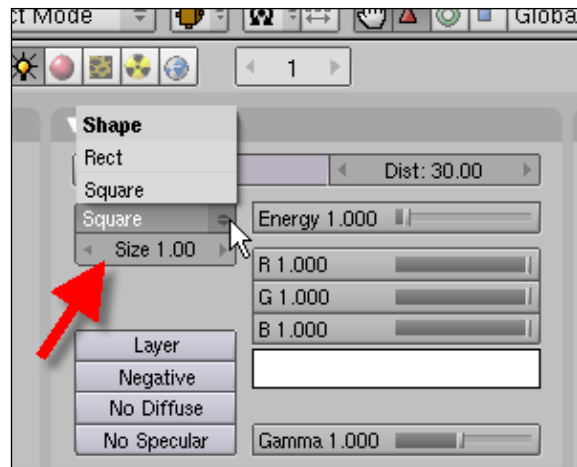 ct Mode
Globa
1
Shape
Rect
Square
Dist: 30.00
Square
Energy 1.000
Size 1.00
R 1.000
G 1.000
B 1.000
Layer
Negative
No Diffuse
No Specular
Gamma 1.000